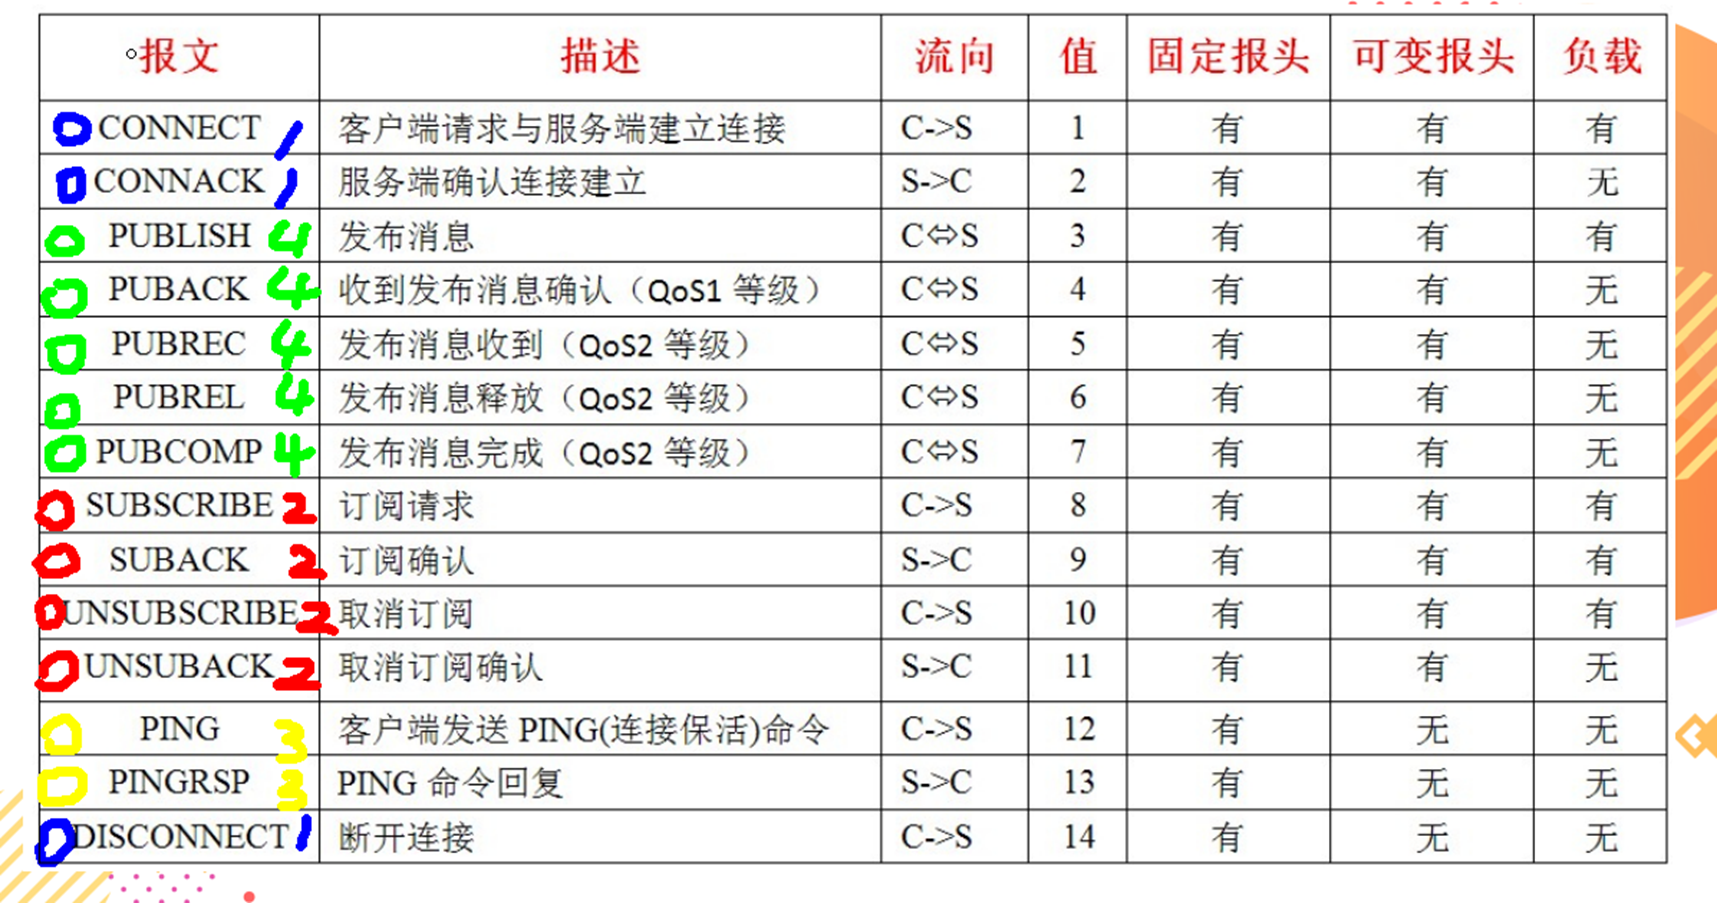 报文 描述 流向 值 固定报头 可变报头 负载
CONNECT 1 客户端请求与服务端建立连接 C->S 1 有 有 有
CONNACK 1 服务端确认连接建立 S->C 2 有 有 无
PUBLISH 4 发布消息 C⇔S 3 有 有 有
PUBACK 4 收到发布消息确认（QoS1 等级） C⇔S 4 有 有 无
PUBREC 4 发布消息收到（QoS2 等级） C⇔S 5 有 有 无
PUBREL 4 发布消息释放（QoS2 等级） C⇔S 6 有 有 无
PUBCOMP 4 发布消息完成（QoS2 等级） C⇔S 7 有 有 无
SUBSCRIBE 2 订阅请求 C->S 8 有 有 有
SUBACK 2 订阅确认 S->C 9 有 有 有
UNSUBSCRIBE 2 取消订阅 C->S 10 有 有 有
UNSUBACK 2 取消订阅确认 S->C 11 有 有 无
PING 3 客户端发送 PING(连接保活)命令 C->S 12 有 无 无
PINGRSP 3 PING 命令回复 S->C 13 有 无 无
DISCONNECT 1 断开连接 C->S 14 有 无 无